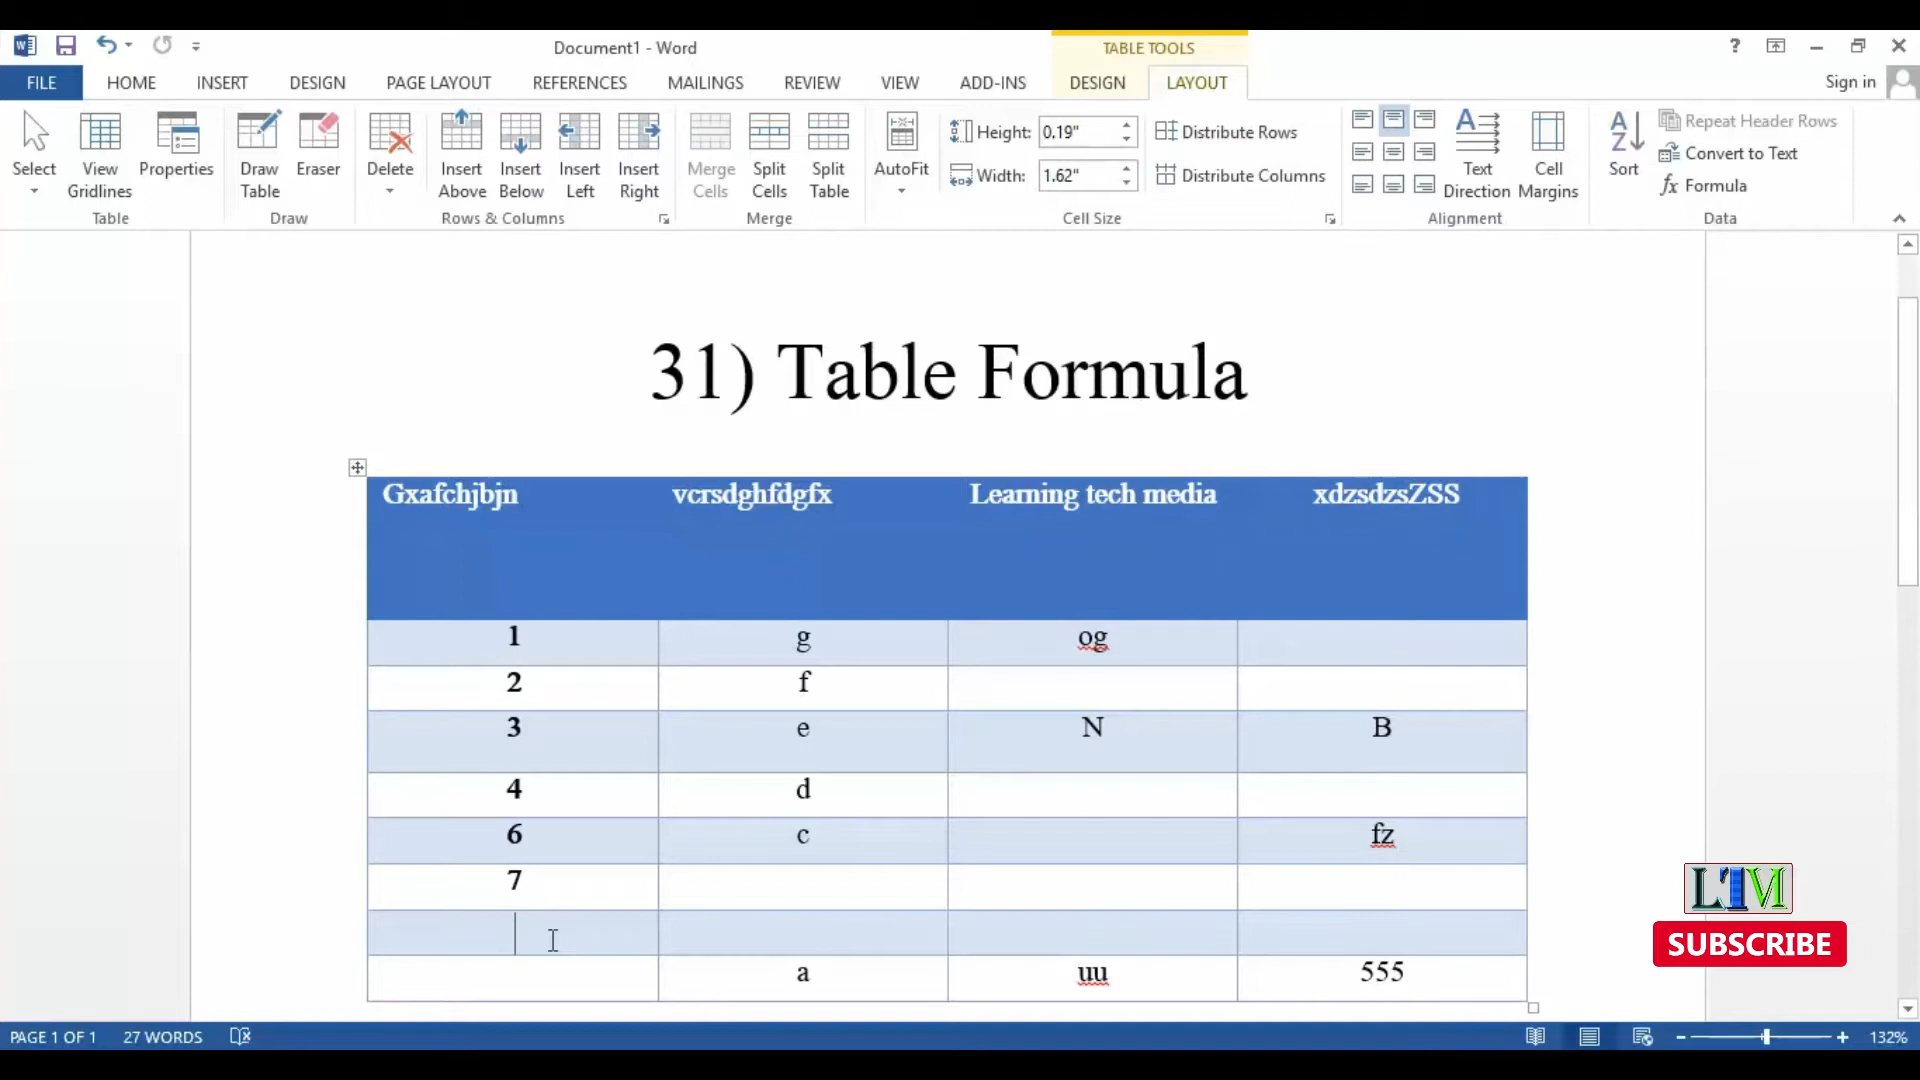 Document1 - Word
TABLE TOOLS
?
FILE HOME INSERT DESIGN PAGE LAYOUT REFERENCES MAILINGS REVIEW VIEW ADD-INS DESIGN LAYOUT Sign in
Select
View Gridlines
Properties
Table
Draw Table
Eraser
Draw
Delete
Insert Above
Insert Below
Insert Left
Insert Right
Rows & Columns
Merge Cells
Split Cells
Split Table
Merge
AutoFit
Height: 0.19"
Width: 1.62"
Distribute Rows
Distribute Columns
Cell Size
Text Direction
Cell Margins
Alignment
A Z Sort
Repeat Header Rows
Convert to Text
fx Formula
Data
31) Table Formula
Gxafchjbjn vcrsdghfdgfx Learning tech media xdzsdzsZSS
1 g og
2 f
3 e N B
4 d
6 c fz
7
a uu 555
LTM
SUBSCRIBE
PAGE 1 OF 1 27 WORDS 132%